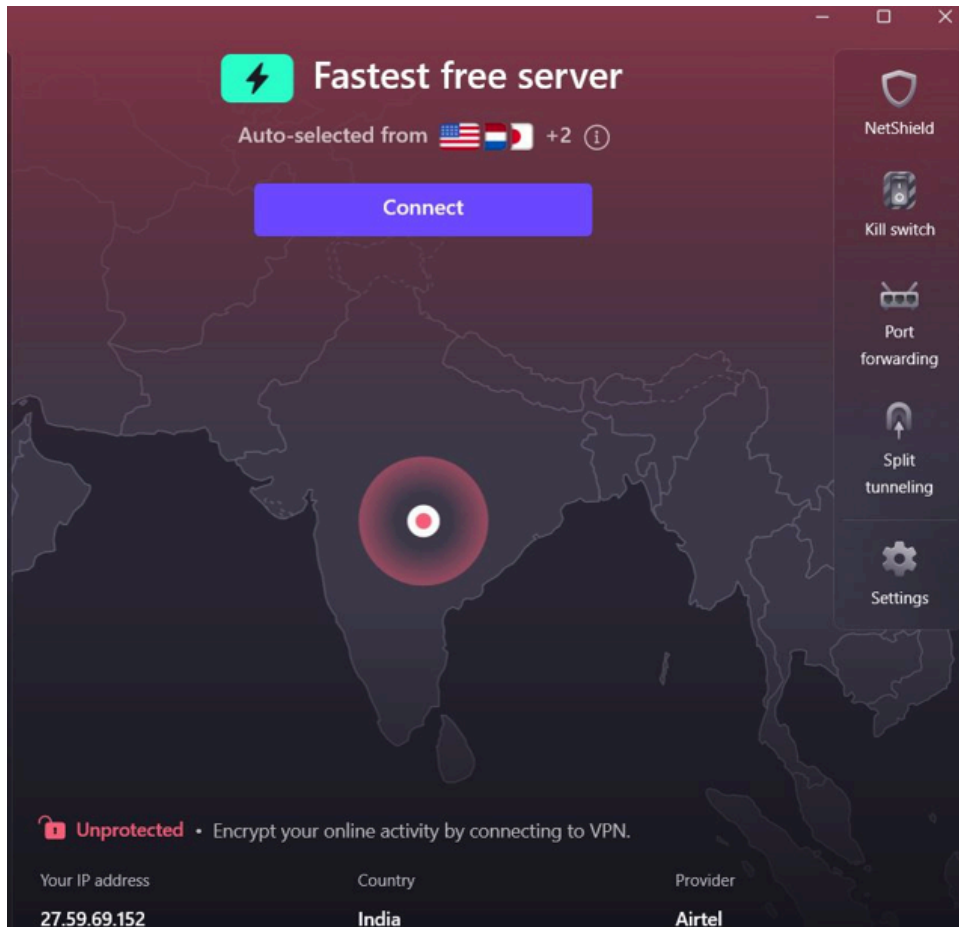 Fastest free server
Auto-selected from +2
Connect
NetShield
Kill switch
Port
forwarding
Split
tunneling
Settings
Unprotected • Encrypt your online activity by connecting to VPN.
Your IP address Country Provider
27.59.69.152 India Airtel